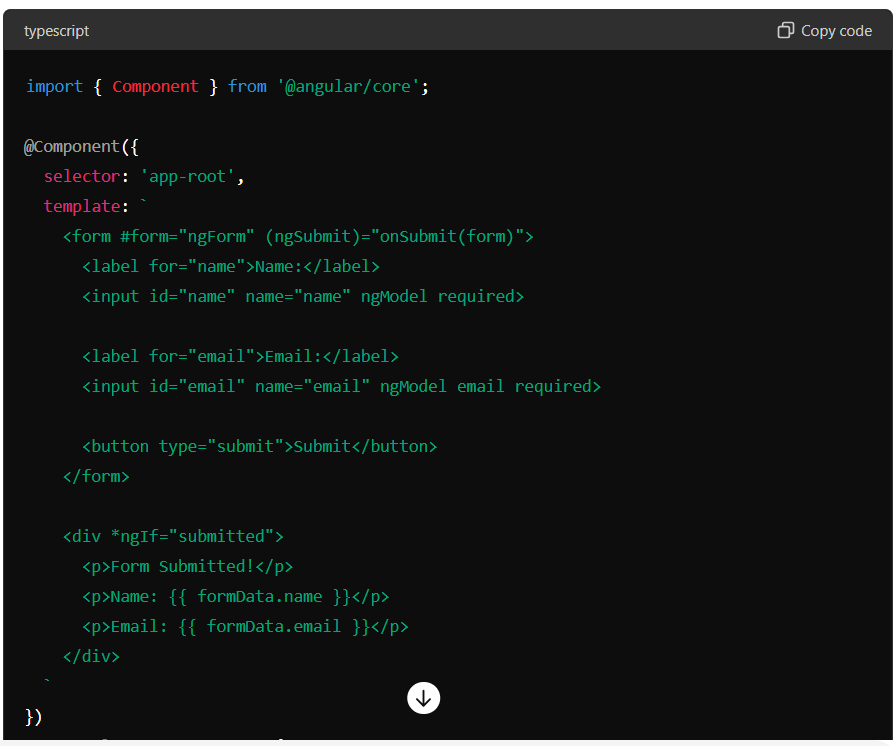 typescript
Copy code
import { Component } from '@angular/core';
@Component({
  selector: 'app-root',
  template: `
    <form #form="ngForm" (ngSubmit)="onSubmit(form)">
      <label for="name">Name:</label>
      <input id="name" name="name" ngModel required>

      <label for="email">Email:</label>
      <input id="email" name="email" ngModel email required>

      <button type="submit">Submit</button>
    </form>

    <div *ngIf="submitted">
      <p>Form Submitted!</p>
      <p>Name: {{ formData.name }}</p>
      <p>Email: {{ formData.email }}</p>
    </div>
  `
})